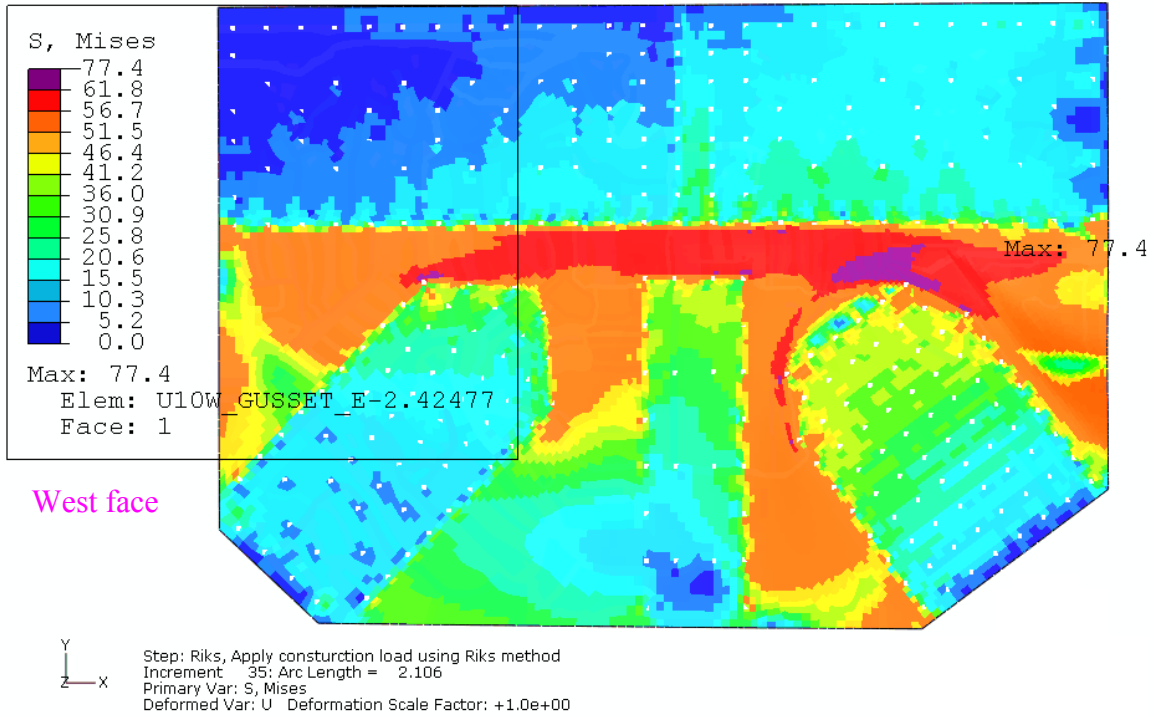 S, Mises
77.4
61.8
56.7
51.5
46.4
41.2
36.0
30.9
25.8
20.6
15.5
10.3
5.2
0.0
Max: 77.4
Elem: U10W_GUSSET_E-2.42477
Face: 1
Max: 77.4
West face
Y
Z X
Step: Riks, Apply consturction load using Riks method
Increment 35: Arc Length = 2.106
Primary Var: S, Mises
Deformed Var: U Deformation Scale Factor: +1.0e+00